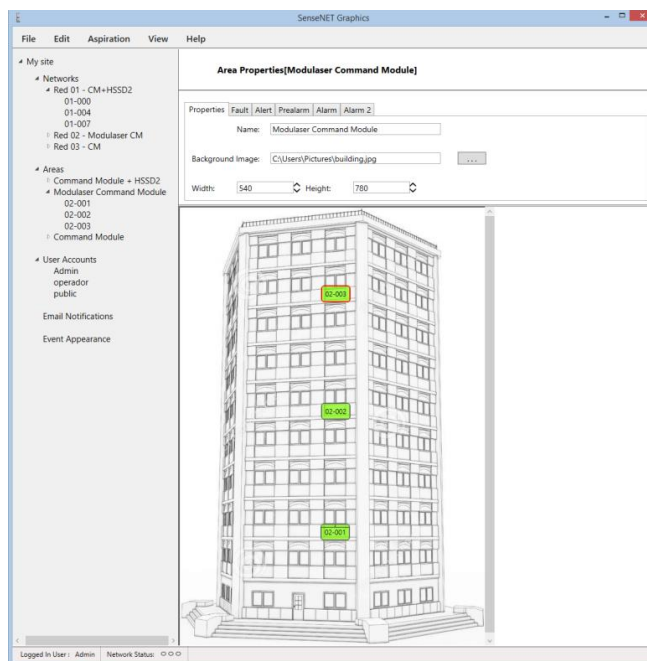 SenseNET Graphics
File Edit Aspiration View Help
My site
Networks
Red 01 - CM+HSSD2
01-000
01-004
01-007
Red 02 - Modulaser CM
Red 03 - CM
Areas
Command Module + HSSD2
Modulaser Command Module
02-001
02-002
02-003
Command Module
User Accounts
Admin
operador
public
Email Notifications
Event Appearance
Area Properties[Modulaser Command Module]
Properties Fault Alert Prealarm Alarm Alarm 2
Name: Modulaser Command Module
Background Image: C:\Users\Pictures\building.jpg ...
Width: 540 Height: 780
02-003
02-002
02-001
Logged In User : Admin Network Status: